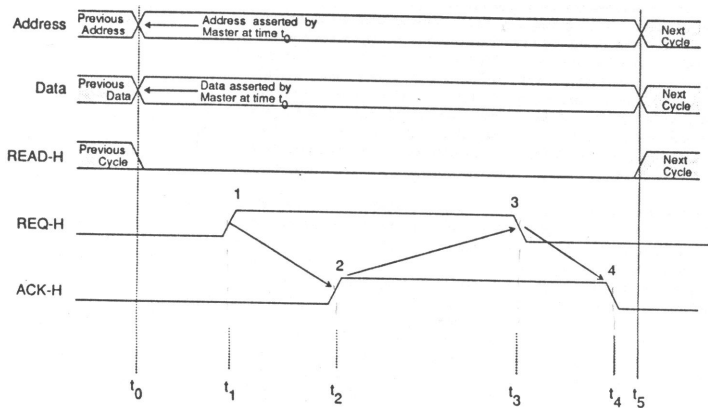 Address
Previous
Address
Address asserted by
Master at time t0
Next
Cycle
Data
Previous
Data
Data asserted by
Master at time t0
Next
Cycle
READ-H
Previous
Cycle
Next
Cycle
REQ-H
1
3
ACK-H
2
4
t0
t1
t2
t3
t4
t5